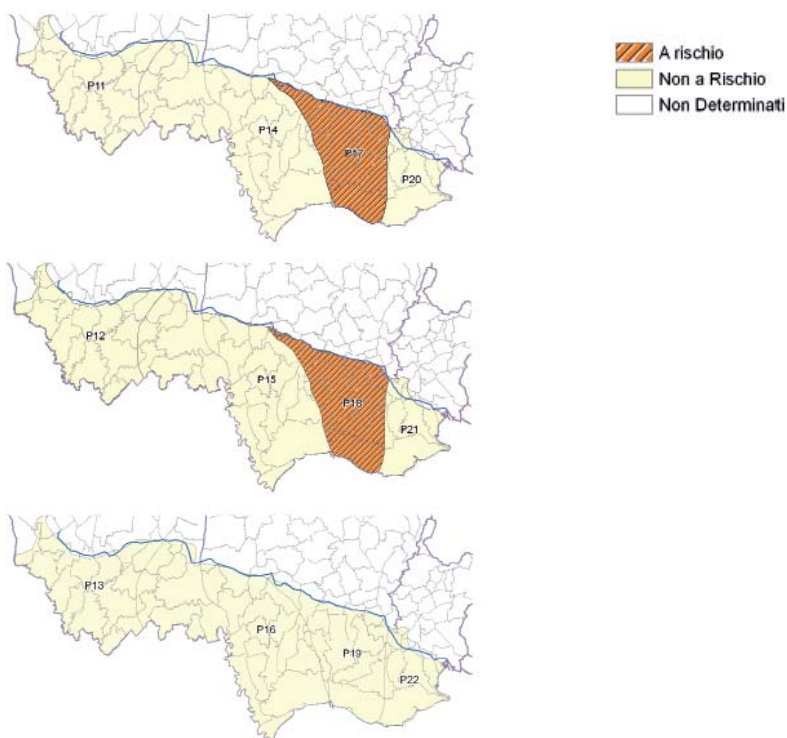 P11
P14
P17
P20
A rischio
Non a Rischio
Non Determinati
P12
P15
P18
P21
P13
P16
P19
P22